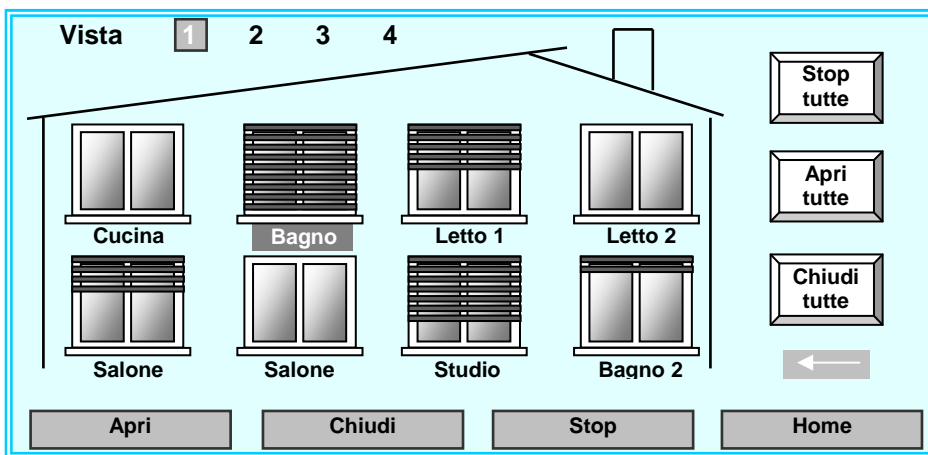 Vista 1 2 3 4
Stop
tutte
Apri
tutte
Cucina Bagno Letto 1 Letto 2
Chiudi
tutte
Salone Salone Studio Bagno 2
Apri Chiudi Stop Home